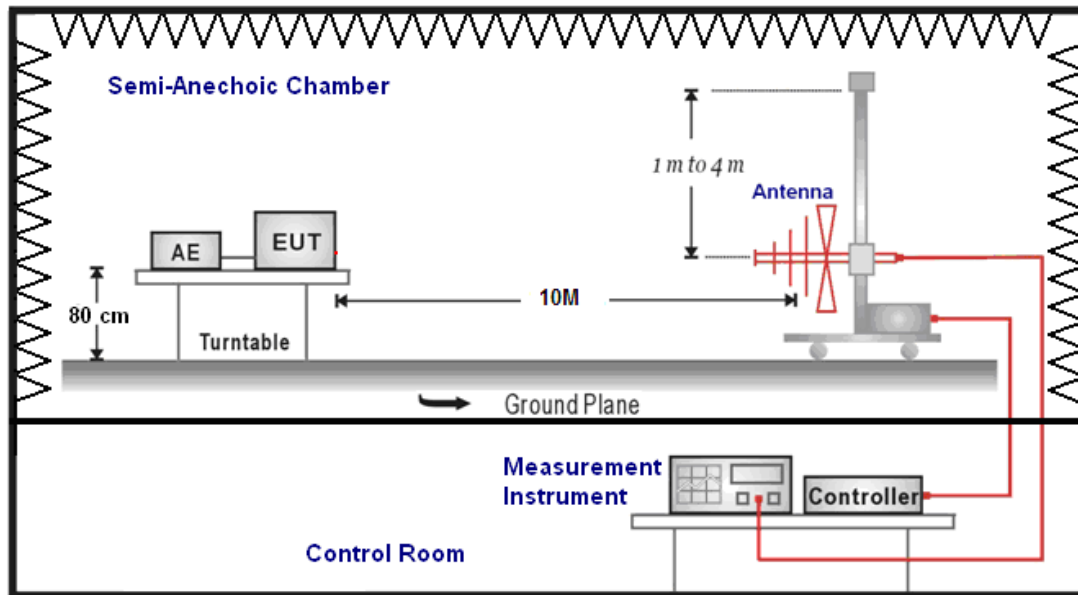 Semi-Anechoic Chamber
1 m to 4 m
Antenna
AE
EUT
10M
80 cm
Turntable
Ground Plane
Measurement
Instrument
Controller
Control Room